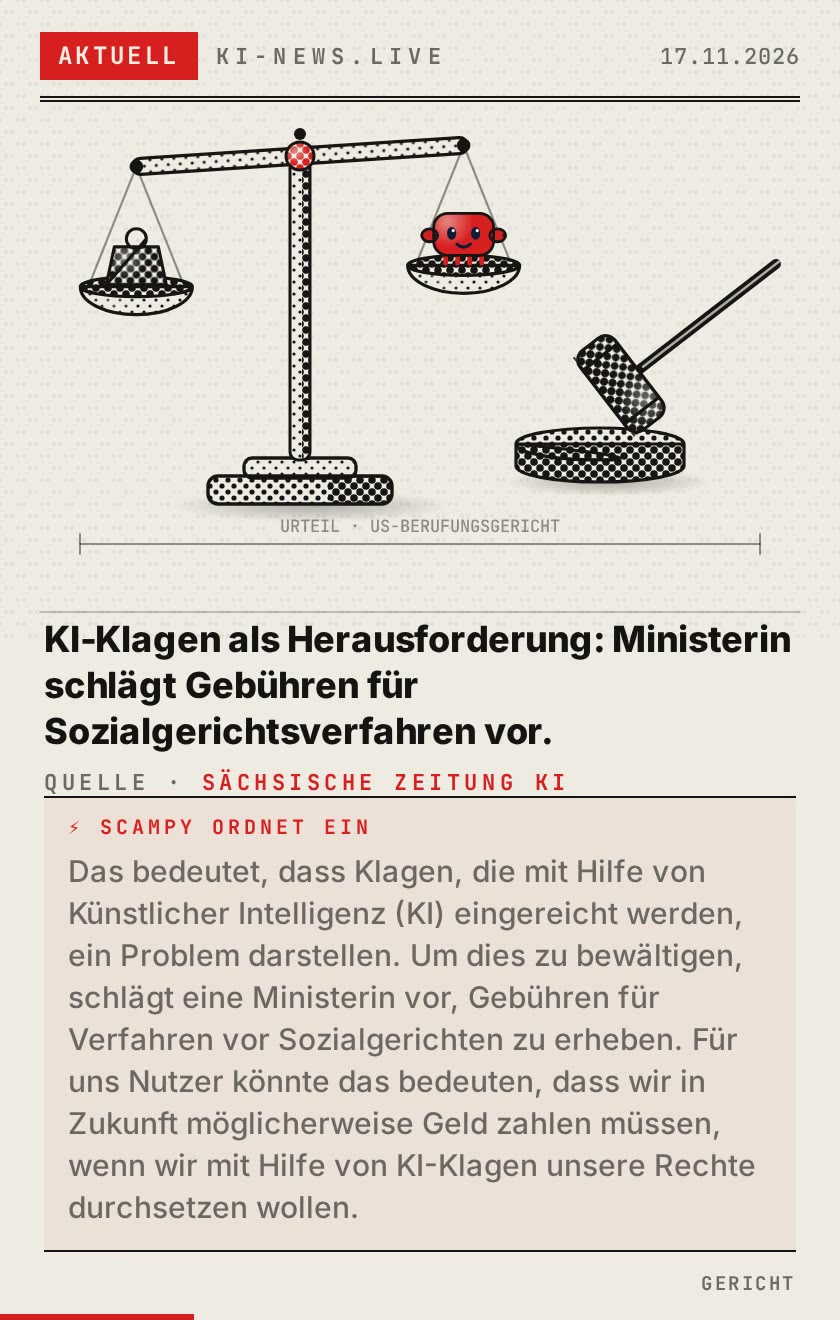 AKTUELL KI-NEWS.LIVE 17.11.2026
URTEIL · US-BERUFUNGSGERICHT
KI-Klagen als Herausforderung: Ministerin
schlägt Gebühren für
Sozialgerichtsverfahren vor.
QUELLE · SÄCHSISCHE ZEITUNG KI
⚡ SCAMPY ORDNET EIN
Das bedeutet, dass Klagen, die mit Hilfe von
Künstlicher Intelligenz (KI) eingereicht werden,
ein Problem darstellen. Um dies zu bewältigen,
schlägt eine Ministerin vor, Gebühren für
Verfahren vor Sozialgerichten zu erheben. Für
uns Nutzer könnte das bedeuten, dass wir in
Zukunft möglicherweise Geld zahlen müssen,
wenn wir mit Hilfe von KI-Klagen unsere Rechte
durchsetzen wollen.
GERICHT